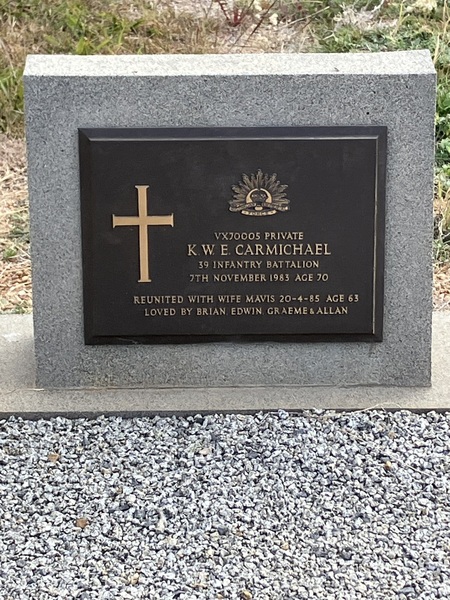 VX70005 PRIVATE
K.W.E. CARMICHAEL
39 INFANTRY BATTALION
7TH NOVEMBER 1983 AGE 70
REUNITED WITH WIFE MAVIS 20-4-85 AGE 63
LOVED BY BRIAN, EDWIN, GRAEME & ALLAN